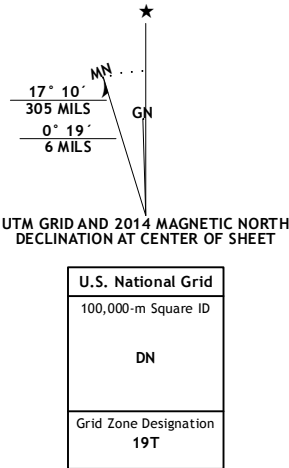 ★
MN
17° 10´
305 MILS
GN
0° 19´
6 MILS
UTM GRID AND 2014 MAGNETIC NORTH
DECLINATION AT CENTER OF SHEET
U.S. National Grid
100,000-m Square ID
DN
Grid Zone Designation
19T